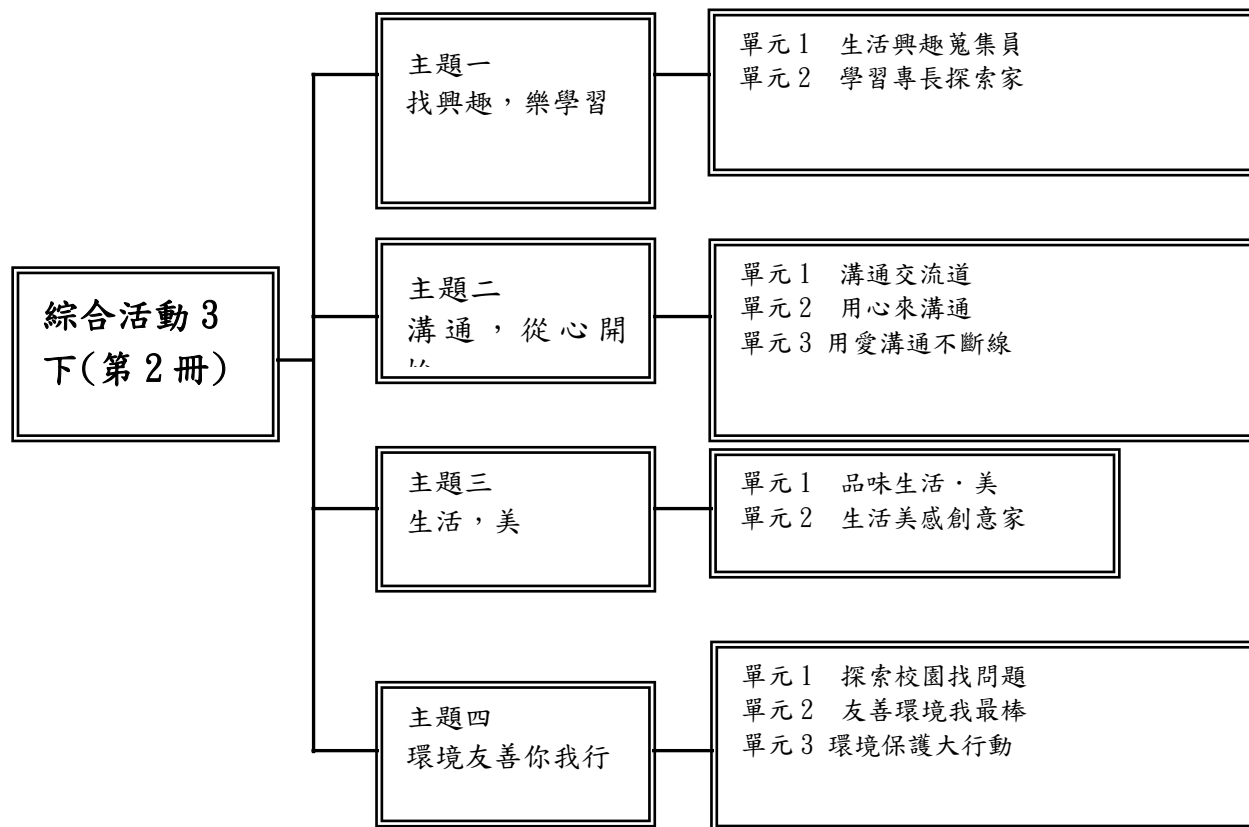 綜合活動 3
下(第 2 冊)
主題一
找興趣，樂學習
單元 1　生活興趣蒐集員
單元 2　學習專長探索家
主題二
溝通，從心開
單元 1　溝通交流道
單元 2　用心來溝通
單元 3 用愛溝通不斷線
主題三
生活，美
單元 1　品味生活．美
單元 2　生活美感創意家
主題四
環境友善你我行
單元 1　探索校園找問題
單元 2　友善環境我最棒
單元 3 環境保護大行動